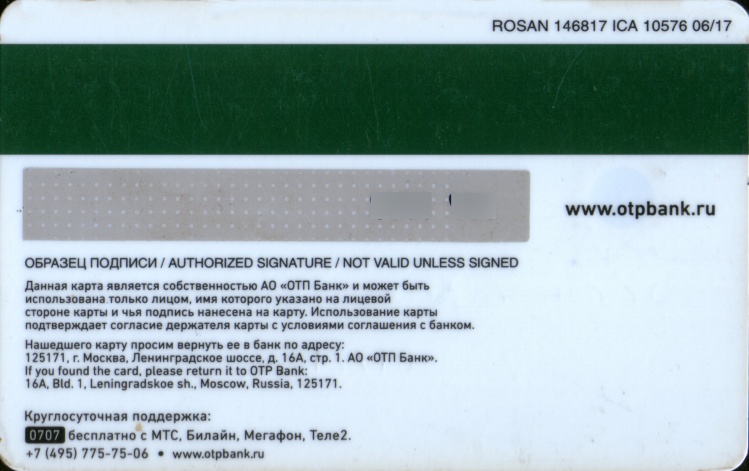 ROSAN 146817 ICA 10576 06/17
www.otpbank.ru
ОБРАЗЕЦ ПОДПИСИ / AUTHORIZED SIGNATURE / NOT VALID UNLESS SIGNED
Данная карта является собственностью АО «ОТП Банк» и может быть
использована только лицом, имя которого указано на лицевой
стороне карты и чья подпись нанесена на карту. Использование карты
подтверждает согласие держателя карты с условиями соглашения с банком.
Нашедшего карту просим вернуть ее в банк по адресу:
125171, г. Москва, Ленинградское шоссе, д. 16А, стр. 1. АО «ОТП Банк».
If you found the card, please return it to OTP Bank:
16A, Bld. 1, Leningradskoe sh., Moscow, Russia, 125171.
Круглосуточная поддержка:
0707 бесплатно с МТС, Билайн, Мегафон, Теле2.
+7 (495) 775-75-06 • www.otpbank.ru